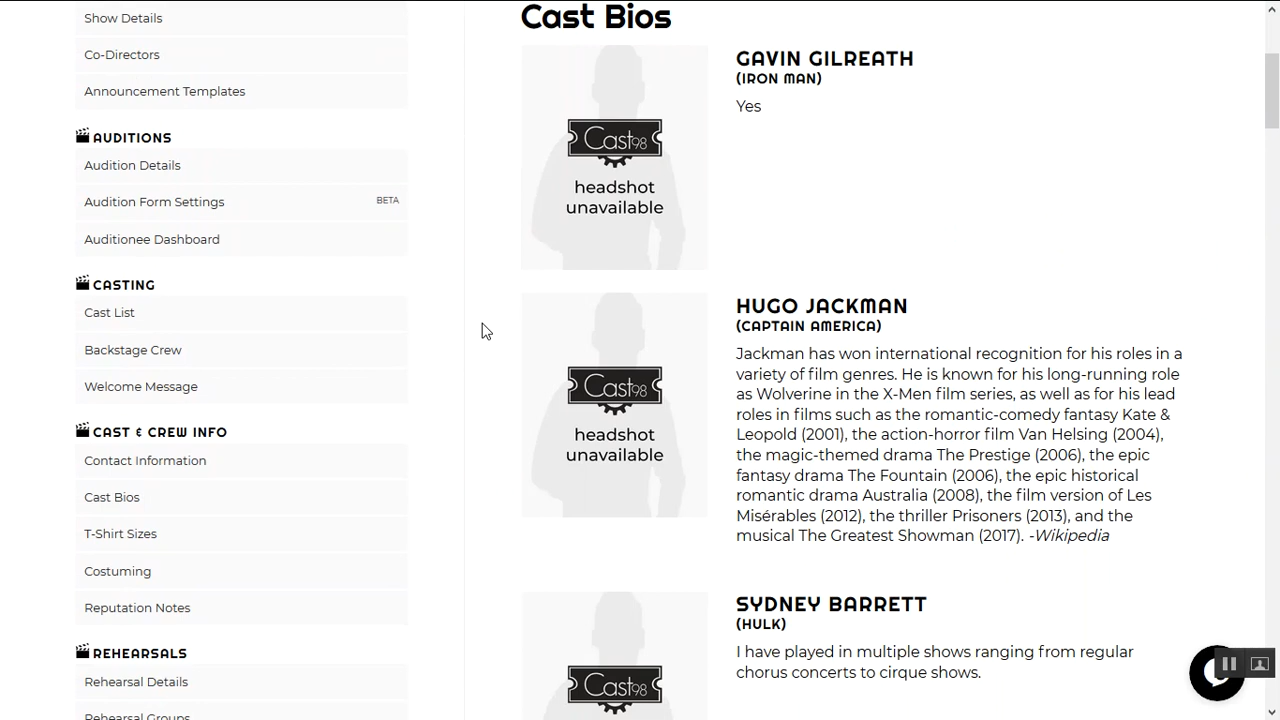 Show Details
Co-Directors
Announcement Templates
AUDITIONS
Audition Details
Audition Form Settings
BETA
Auditionee Dashboard
CASTING
Cast List
Backstage Crew
Welcome Message
CAST & CREW INFO
Contact Information
Cast Bios
T-Shirt Sizes
Costuming
Reputation Notes
REHEARSALS
Rehearsal Details
Rehearsal Groups
Cast Bios
Cast98
headshot
unavailable
GAVIN GILREATH
(IRON MAN)
Yes
Cast98
headshot
unavailable
HUGO JACKMAN
(CAPTAIN AMERICA)
Jackman has won international recognition for his roles in a
variety of film genres. He is known for his long-running role
as Wolverine in the X-Men film series, as well as for his lead
roles in films such as the romantic-comedy fantasy Kate &
Leopold (2001), the action-horror film Van Helsing (2004),
the magic-themed drama The Prestige (2006), the epic
fantasy drama The Fountain (2006), the epic historical
romantic drama Australia (2008), the film version of Les
Misérables (2012), the thriller Prisoners (2013), and the
musical The Greatest Showman (2017). -Wikipedia
Cast98
SYDNEY BARRETT
(HULK)
I have played in multiple shows ranging from regular
chorus concerts to cirque shows.